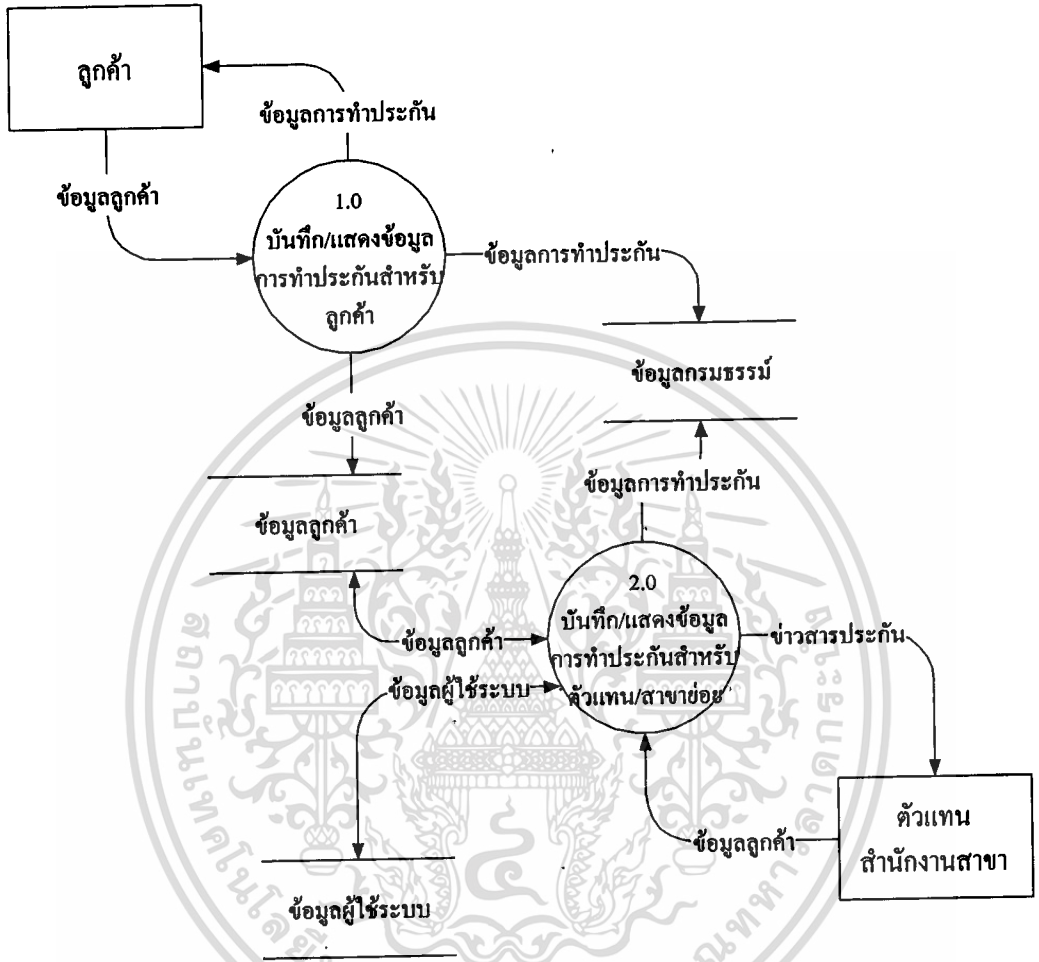 ลูกค้า
ข้อมูลการทำประกัน
ข้อมูลลูกค้า
1.0
บันทึก/แสดงข้อมูล
การทำประกันสำหรับ
ลูกค้า
ข้อมูลการทำประกัน
ข้อมูลกรมธรรม์
ข้อมูลลูกค้า
ข้อมูลการทำประกัน
ข้อมูลลูกค้า
2.0
บันทึก/แสดงข้อมูล
การทำประกันสำหรับ
ตัวแทน/สาขาย่อย
ข้อมูลลูกค้า
ข่าวสารประกัน
ข้อมูลผู้ใช้ระบบ
ตัวแทน
สำนักงานสาขา
ข้อมูลลูกค้า
ข้อมูลผู้ใช้ระบบ